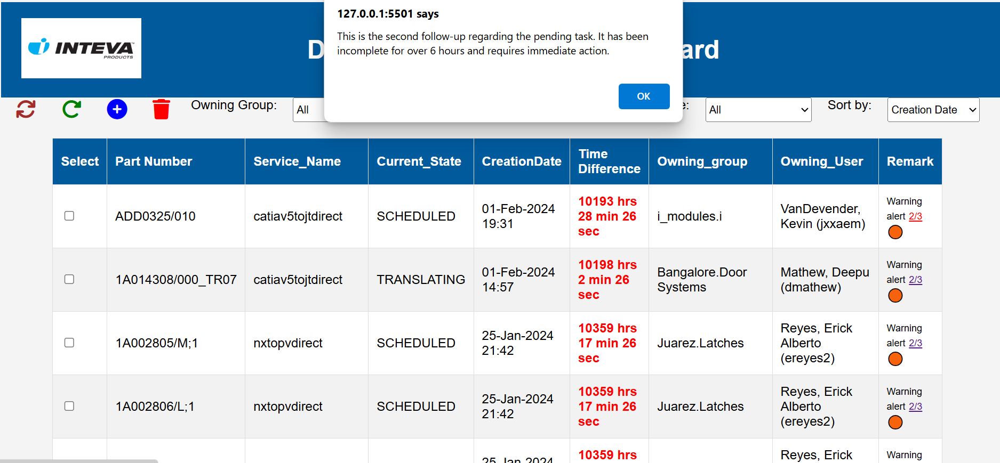 127.0.0.1:5501 says
This is the second follow-up regarding the pending task. It has been
incomplete for over 6 hours and requires immediate action.
OK
INTEVA™
PRODUCTS
D
ard
Owning Group:
All
e:
All
Sort by:
Creation Date
Select Part Number Service_Name Current_State CreationDate Time Difference Owning_group Owning_User Remark
ADD0325/010 catiav5tojtdirect SCHEDULED 01-Feb-2024 19:31 10193 hrs 28 min 26 sec i_modules.i VanDevender, Kevin (jxxaem) Warning alert 2/3
1A014308/000_TR07 catiav5tojtdirect TRANSLATING 01-Feb-2024 14:57 10198 hrs 2 min 26 sec Bangalore.Door Systems Mathew, Deepu (dmathew) Warning alert 2/3
1A002805/M;1 nxtopvdirect SCHEDULED 25-Jan-2024 21:42 10359 hrs 17 min 26 sec Juarez.Latches Reyes, Erick Alberto (ereyes2) Warning alert 2/3
1A002806/L;1 nxtopvdirect SCHEDULED 25-Jan-2024 21:42 10359 hrs 17 min 26 sec Juarez.Latches Reyes, Erick Alberto (ereyes2) Warning alert 2/3
25-Jan-2024 10359 hrs Reyes, Erick Warning